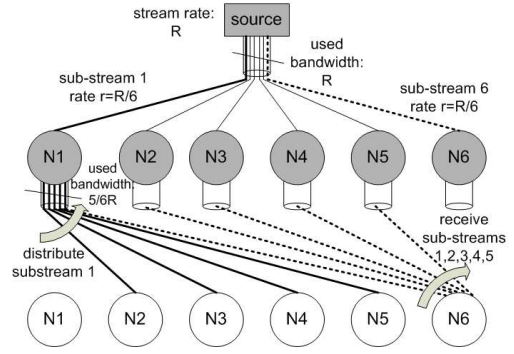 stream rate:
R
source
used
bandwidth:
R
sub-stream 1
rate r=R/6
sub-stream 6
rate r=R/6
N1
N2
N3
N4
N5
N6
used
bandwidth:
5/6R
distribute
substream 1
receive
sub-streams
1,2,3,4,5
N1
N2
N3
N4
N5
N6